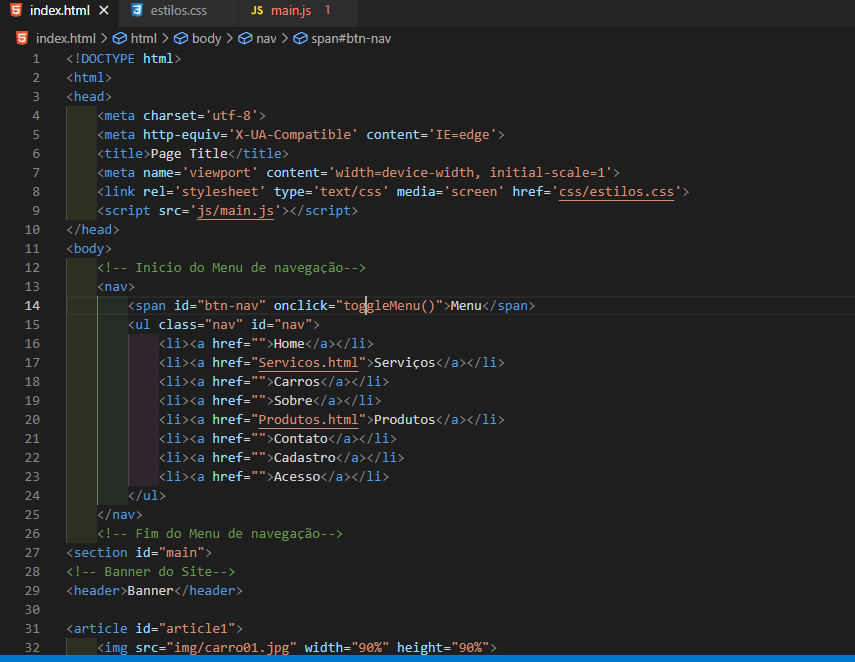 index.html × estilos.css JS main.js 1
index.html > html > body > nav > span#btn-nav
1 <!DOCTYPE html>
2 <html>
3 <head>
4 <meta charset='utf-8'>
5 <meta http-equiv='X-UA-Compatible' content='IE=edge'>
6 <title>Page Title</title>
7 <meta name='viewport' content='width=device-width, initial-scale=1'>
8 <link rel='stylesheet' type='text/css' media='screen' href='css/estilos.css'>
9 <script src='js/main.js'></script>
10 </head>
11 <body>
12 <!-- Inicio do Menu de navegação-->
13 <nav>
14 <span id="btn-nav" onclick="toggleMenu()">Menu</span>
15 <ul class="nav" id="nav">
16 <li><a href="">Home</a></li>
17 <li><a href="Servicos.html">Serviços</a></li>
18 <li><a href="">Carros</a></li>
19 <li><a href="">Sobre</a></li>
20 <li><a href="Produtos.html">Produtos</a></li>
21 <li><a href="">Contato</a></li>
22 <li><a href="">Cadastro</a></li>
23 <li><a href="">Acesso</a></li>
24 </ul>
25 </nav>
26 <!-- Fim do Menu de navegação-->
27 <section id="main">
28 <!-- Banner do Site-->
29 <header>Banner</header>
30
31 <article id="article1">
32 <img src="img/carro01.jpg" width="90%" height="90%">